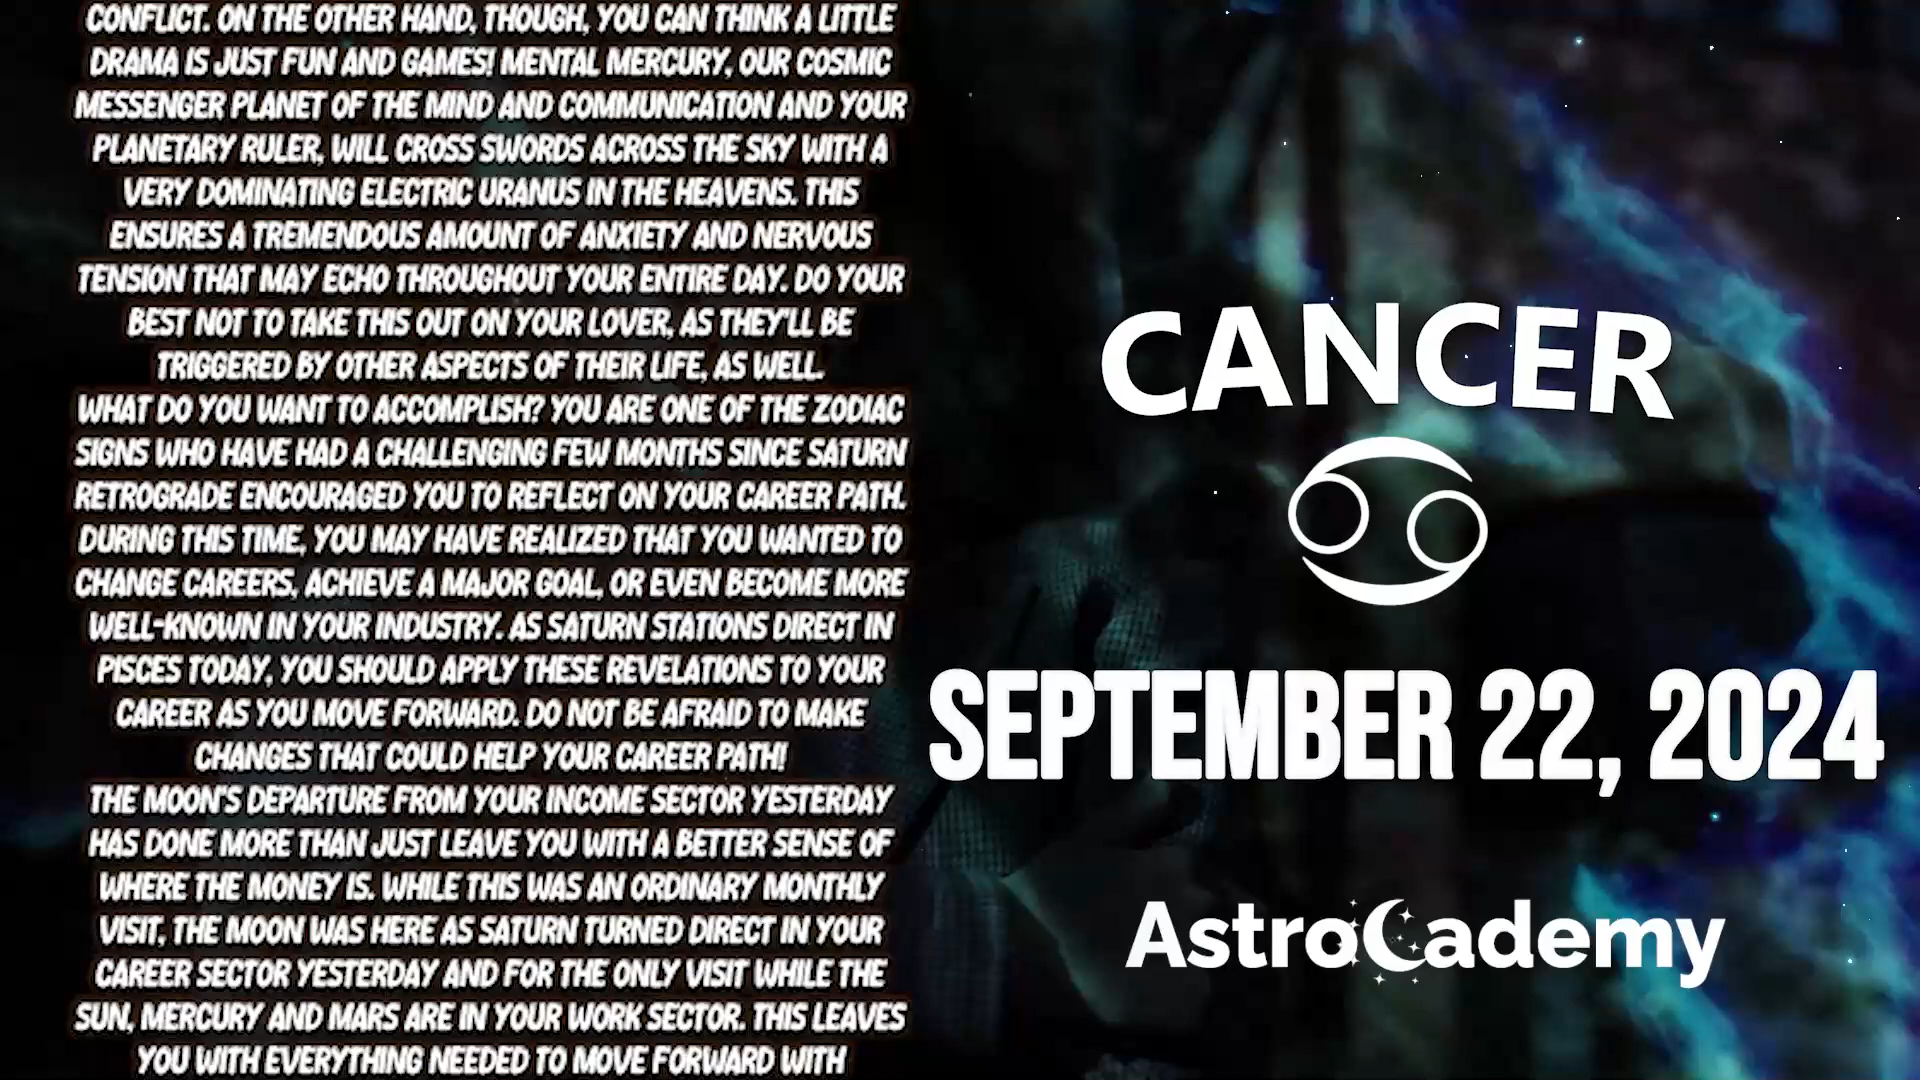 CONFLICT. ON THE OTHER HAND, THOUGH, YOU CAN THINK A LITTLE
DRAMA IS JUST FUN AND GAMES! MENTAL MERCURY, OUR COSMIC
MESSENGER PLANET OF THE MIND AND COMMUNICATION AND YOUR
PLANETARY RULER, WILL CROSS SWORDS ACROSS THE SKY WITH A
VERY DOMINATING ELECTRIC URANUS IN THE HEAVENS. THIS
ENSURES A TREMENDOUS AMOUNT OF ANXIETY AND NERVOUS
TENSION THAT MAY ECHO THROUGHOUT YOUR ENTIRE DAY. DO YOUR
BEST NOT TO TAKE THIS OUT ON YOUR LOVER, AS THEY'LL BE
TRIGGERED BY OTHER ASPECTS OF THEIR LIFE, AS WELL.
WHAT DO YOU WANT TO ACCOMPLISH? YOU ARE ONE OF THE ZODIAC
SIGNS WHO HAVE HAD A CHALLENGING FEW MONTHS SINCE SATURN
RETROGRADE ENCOURAGED YOU TO REFLECT ON YOUR CAREER PATH.
DURING THIS TIME, YOU MAY HAVE REALIZED THAT YOU WANTED TO
CHANGE CAREERS, ACHIEVE A MAJOR GOAL, OR EVEN BECOME MORE
WELL-KNOWN IN YOUR INDUSTRY. AS SATURN STATIONS DIRECT IN
PISCES TODAY, YOU SHOULD APPLY THESE REVELATIONS TO YOUR
CAREER AS YOU MOVE FORWARD. DO NOT BE AFRAID TO MAKE
CHANGES THAT COULD HELP YOUR CAREER PATH!
THE MOON'S DEPARTURE FROM YOUR INCOME SECTOR YESTERDAY
HAS DONE MORE THAN JUST LEAVE YOU WITH A BETTER SENSE OF
WHERE THE MONEY IS. WHILE THIS WAS AN ORDINARY MONTHLY
VISIT, THE MOON WAS HERE AS SATURN TURNED DIRECT IN YOUR
CAREER SECTOR YESTERDAY AND FOR THE ONLY VISIT WHILE THE
SUN, MERCURY AND MARS ARE IN YOUR WORK SECTOR. THIS LEAVES
YOU WITH EVERYTHING NEEDED TO MOVE FORWARD WITH
CANCER
SEPTEMBER 22, 2024
AstroCademy